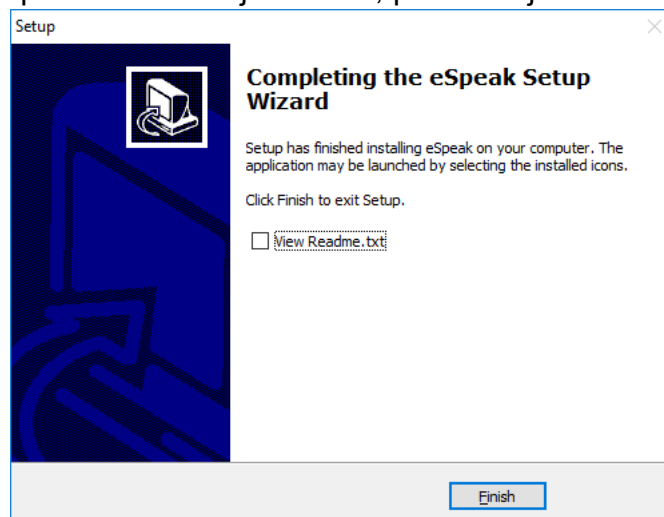 Setup
Completing the eSpeak Setup
Wizard
Setup has finished installing eSpeak on your computer. The
application may be launched by selecting the installed icons.
Click Finish to exit Setup.
View Readme.txt
Finish